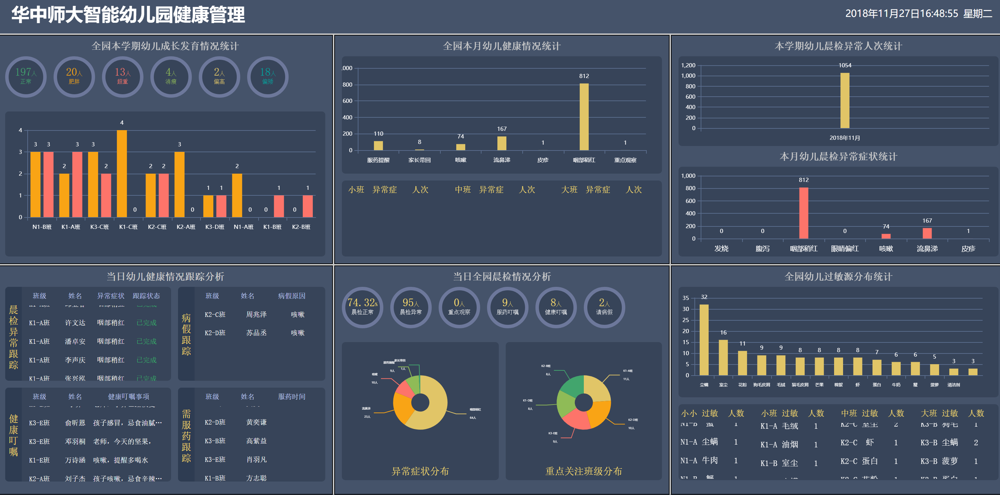 华中师大智能幼儿园健康管理
2018年11月27日16:48:55 星期二
全园本学期幼儿成长发育情况统计
197人 20人 13人 4人 2人 18人
正常 肥胖 超重 消瘦 偏高 偏矮
4
4
3 3 3 3 3 3
3
2 2 2 2 2
2
1 1 1 1
1
0 0 0 0 0
0
N1-B班 K1-A班 K3-C班 K1-C班 K2-C班 K2-A班 K3-D班 N1-A班 K1-B班 K2-B班
全园本月幼儿健康情况统计
,000
812
800
600
400
167
110 74
200
8 1 1
0
服药提醒 家长带回 咳嗽 流鼻涕 皮疹 咽部稍红 重点观察
小班 异常症 人次 中班 异常症 人次 大班 异常症 人次
本学期幼儿晨检异常人次统计
1,200 1054
1,000
800
600
400
200
0
2018年11月
本月幼儿晨检异常症状统计
1,000
812
800
600
400
167
200 74
0 0 0 1
0
发烧 腹泻 咽部稍红 眼睛偏红 咳嗽 流鼻涕 皮疹
当日幼儿健康情况跟踪分析
晨检异常跟踪
班级 姓名 异常症状 跟踪状态
K1-A班 许文达 咽部稍红 已完成
K1-A班 潘卓安 咽部稍红 已完成
K1-A班 李声庆 咽部稍红 已完成
K1-A班 张兴泓 咽部稍红 已完成
病假跟踪
班级 姓名 病假原因
K2-C班 周兆泽 咳嗽
K2-D班 苏品丞 咳嗽
健康叮嘱
班级 姓名 健康叮嘱事项
K3-E班 俞昕恩 孩子感冒，忌食油腻…
K3-E班 邓羽桐 老师，今天的坚果，
K1-E班 万诗涵 咳嗽，提醒多喝水
K2-A班 刘子杰 孩子咳嗽，忌食辛辣…
需服药跟踪
班级 姓名 服药时间
K2-D班 黄奕谦
K3-B班 高紫益
K3-E班 肖羽凡
K1-B班 方志聪
当日全园晨检情况分析
74.32% 95人 0人 9人 8人 2人
晨检正常 晨检异常 重点观察 服药叮嘱 健康叮嘱 请病假
家长带回
1人
服药提醒
9人
咳嗽
10人
流鼻涕
23人
咽部稍红
64人
异常症状分布
K2-B班
8人
K1-A班
11人
K1-D班
8人
K2-D班
10人
K3-E班
9人
重点关注班级分布
全园幼儿过敏源分布统计
35 32
30
25
20
16
15
11
10 9 9 8 8 8 8 7 6 6 5
5 3 3
0
尘螨 室尘 花粉 狗毛皮屑 毛绒 猫毛皮屑 芒果 棉絮 虾 蛋白 牛奶 蟹 菠萝 清洁剂
小小 过敏 人数 小班 过敏 人数 中班 过敏 人数 大班 过敏 人数
N1-B 蟹 1 K1-A 毛绒 1 K2-C 室尘 2 K3-B 狗毛 1
N1-A 尘螨 1 K1-A 油烟 1 K2-C 虾 1 K3-B 尘螨 2
N1-A 牛肉 1 K1-B 室尘 1 K2-C 蛋白 1 K3-B 菠萝 1
N1-B 蟹 1 K2-C 花粉 1 K3-B 蛋白 1